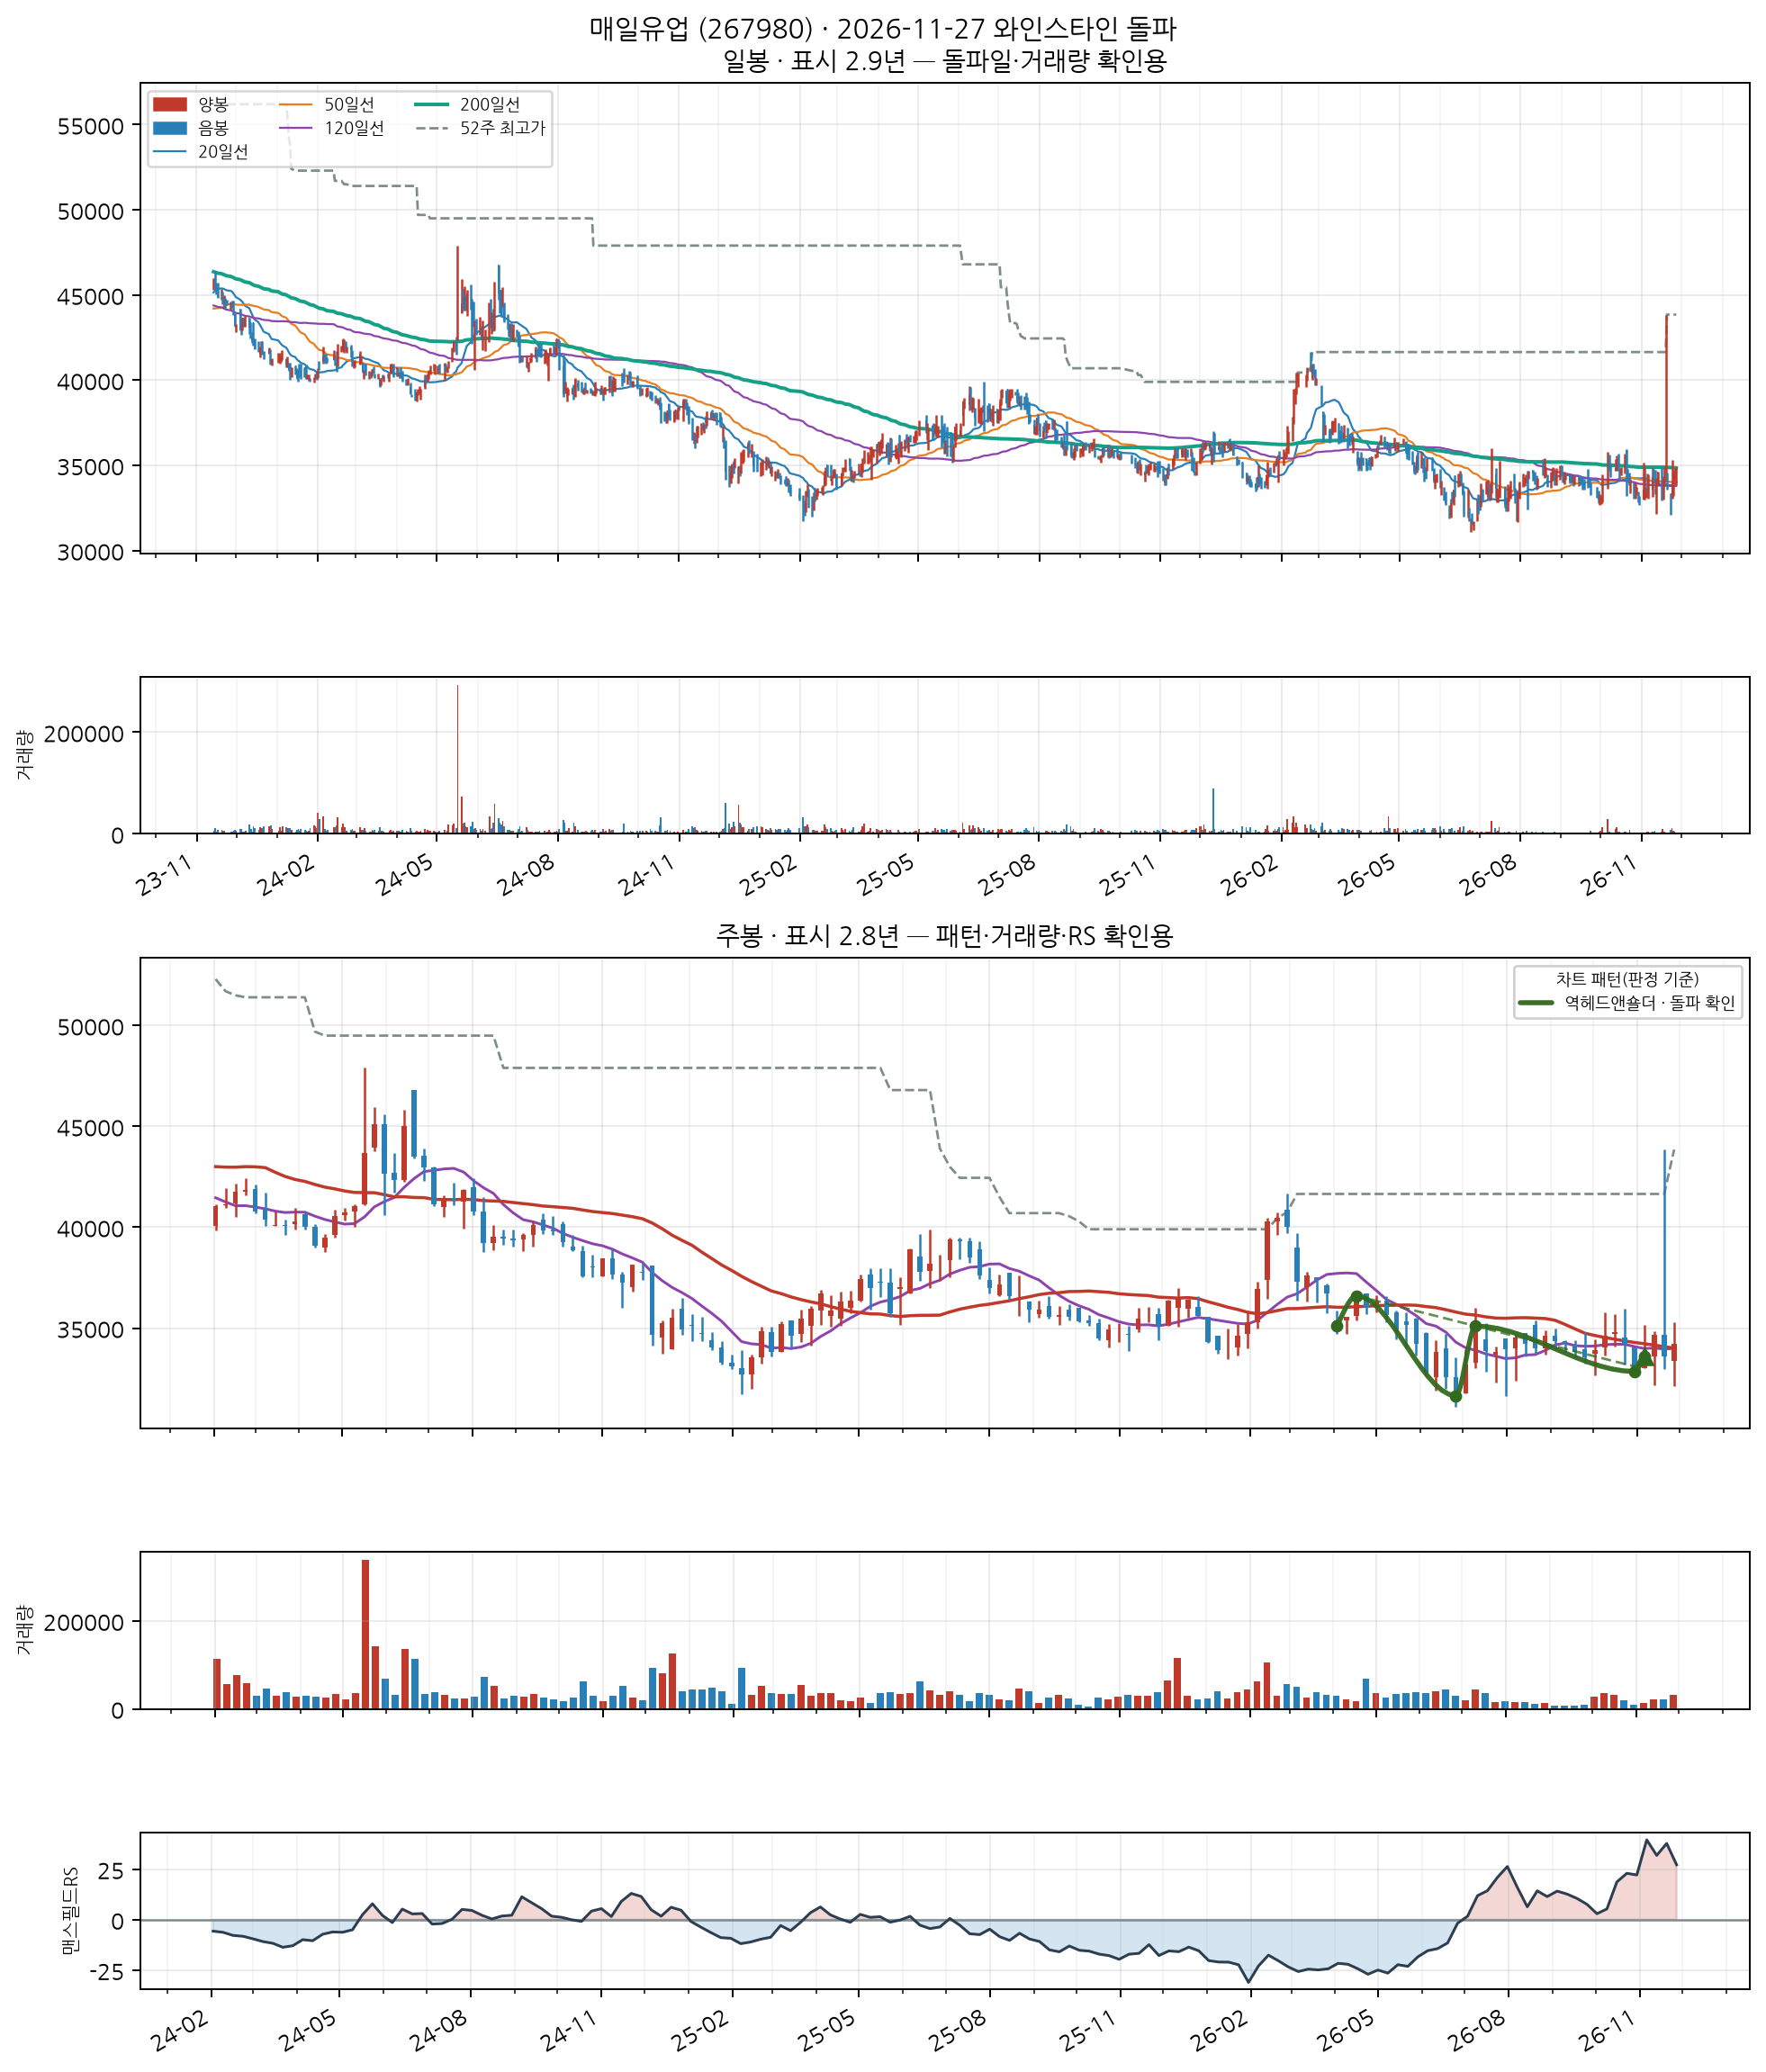 매일유업 (267980) · 2026-11-27 와인스타인 돌파
일봉 · 표시 2.9년 — 돌파일·거래량 확인용
양봉
음봉
20일선
50일선
120일선
200일선
52주 최고가
55000
50000
45000
40000
35000
30000
거래량
200000
0
23-11
24-02
24-05
24-08
24-11
25-02
25-05
25-08
25-11
26-02
26-05
26-08
26-11
주봉 · 표시 2.8년 — 패턴·거래량·RS 확인용
차트 패턴(판정 기준)
역헤드앤숄더 · 돌파 확인
50000
45000
40000
35000
거래량
200000
0
맨스필드RS
25
0
-25
24-02
24-05
24-08
24-11
25-02
25-05
25-08
25-11
26-02
26-05
26-08
26-11